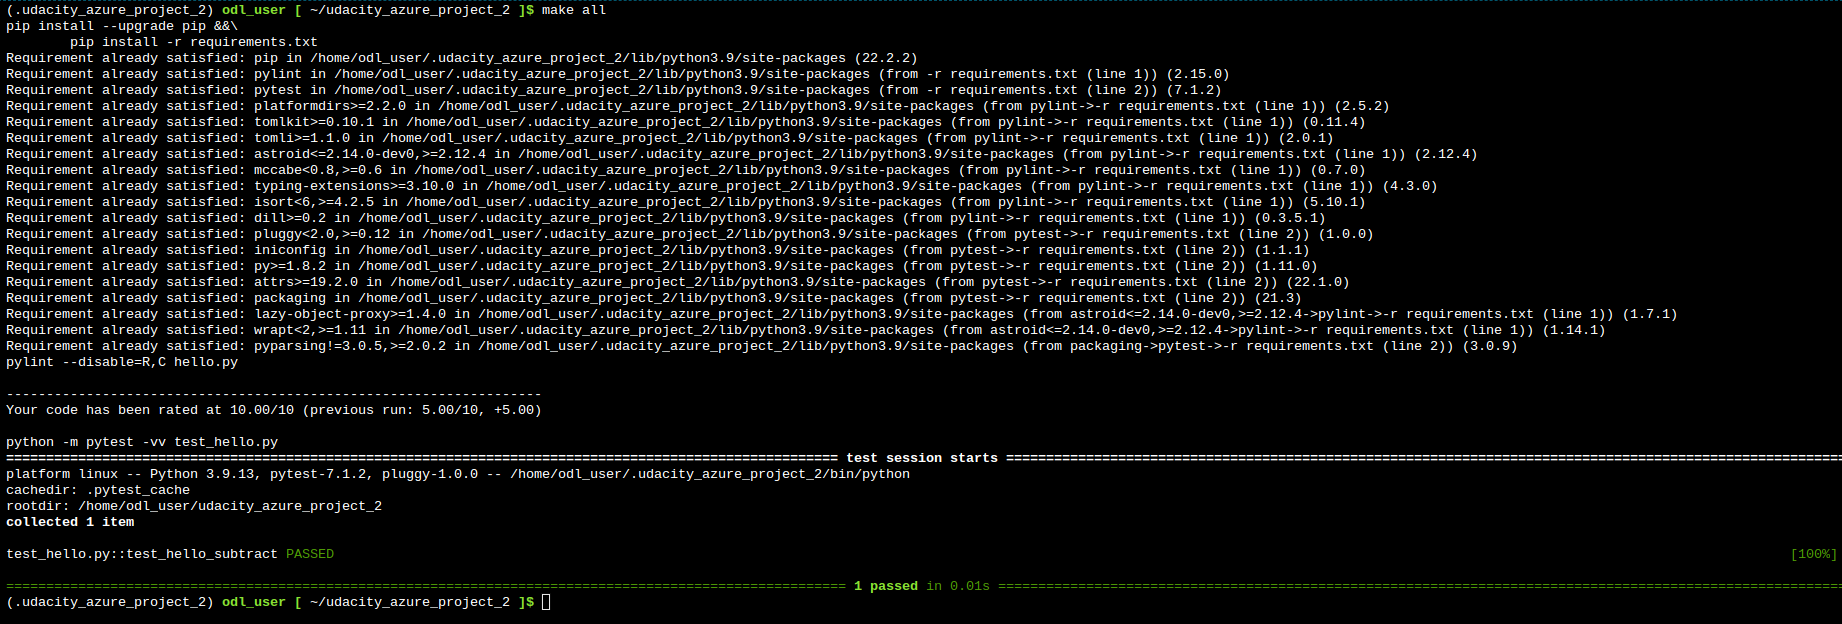 (.udacity_azure_project_2) odl_user [ ~/udacity_azure_project_2 ]$ make all
pip install --upgrade pip &&\
        pip install -r requirements.txt
Requirement already satisfied: pip in /home/odl_user/.udacity_azure_project_2/lib/python3.9/site-packages (22.2.2)
Requirement already satisfied: pylint in /home/odl_user/.udacity_azure_project_2/lib/python3.9/site-packages (from -r requirements.txt (line 1)) (2.15.0)
Requirement already satisfied: pytest in /home/odl_user/.udacity_azure_project_2/lib/python3.9/site-packages (from -r requirements.txt (line 2)) (7.1.2)
Requirement already satisfied: platformdirs>=2.2.0 in /home/odl_user/.udacity_azure_project_2/lib/python3.9/site-packages (from pylint->-r requirements.txt (line 1)) (2.5.2)
Requirement already satisfied: tomlkit>=0.10.1 in /home/odl_user/.udacity_azure_project_2/lib/python3.9/site-packages (from pylint->-r requirements.txt (line 1)) (0.11.4)
Requirement already satisfied: tomli>=1.1.0 in /home/odl_user/.udacity_azure_project_2/lib/python3.9/site-packages (from pylint->-r requirements.txt (line 1)) (2.0.1)
Requirement already satisfied: astroid<=2.14.0-dev0,>=2.12.4 in /home/odl_user/.udacity_azure_project_2/lib/python3.9/site-packages (from pylint->-r requirements.txt (line 1)) (2.12.4)
Requirement already satisfied: mccabe<0.8,>=0.6 in /home/odl_user/.udacity_azure_project_2/lib/python3.9/site-packages (from pylint->-r requirements.txt (line 1)) (0.7.0)
Requirement already satisfied: typing-extensions>=3.10.0 in /home/odl_user/.udacity_azure_project_2/lib/python3.9/site-packages (from pylint->-r requirements.txt (line 1)) (4.3.0)
Requirement already satisfied: isort<6,>=4.2.5 in /home/odl_user/.udacity_azure_project_2/lib/python3.9/site-packages (from pylint->-r requirements.txt (line 1)) (5.10.1)
Requirement already satisfied: dill>=0.2 in /home/odl_user/.udacity_azure_project_2/lib/python3.9/site-packages (from pylint->-r requirements.txt (line 1)) (0.3.5.1)
Requirement already satisfied: pluggy<2.0,>=0.12 in /home/odl_user/.udacity_azure_project_2/lib/python3.9/site-packages (from pytest->-r requirements.txt (line 2)) (1.0.0)
Requirement already satisfied: iniconfig in /home/odl_user/.udacity_azure_project_2/lib/python3.9/site-packages (from pytest->-r requirements.txt (line 2)) (1.1.1)
Requirement already satisfied: py>=1.8.2 in /home/odl_user/.udacity_azure_project_2/lib/python3.9/site-packages (from pytest->-r requirements.txt (line 2)) (1.11.0)
Requirement already satisfied: attrs>=19.2.0 in /home/odl_user/.udacity_azure_project_2/lib/python3.9/site-packages (from pytest->-r requirements.txt (line 2)) (22.1.0)
Requirement already satisfied: packaging in /home/odl_user/.udacity_azure_project_2/lib/python3.9/site-packages (from pytest->-r requirements.txt (line 2)) (21.3)
Requirement already satisfied: lazy-object-proxy>=1.4.0 in /home/odl_user/.udacity_azure_project_2/lib/python3.9/site-packages (from astroid<=2.14.0-dev0,>=2.12.4->pylint->-r requirements.txt (line 1)) (1.7.1)
Requirement already satisfied: wrapt<2,>=1.11 in /home/odl_user/.udacity_azure_project_2/lib/python3.9/site-packages (from astroid<=2.14.0-dev0,>=2.12.4->pylint->-r requirements.txt (line 1)) (1.14.1)
Requirement already satisfied: pyparsing!=3.0.5,>=2.0.2 in /home/odl_user/.udacity_azure_project_2/lib/python3.9/site-packages (from packaging->pytest->-r requirements.txt (line 2)) (3.0.9)
pylint --disable=R,C hello.py
-------------------------------------------------------------------
Your code has been rated at 10.00/10 (previous run: 5.00/10, +5.00)
python -m pytest -vv test_hello.py
======================================================================================================== test session starts =========================================================================================================
platform linux -- Python 3.9.13, pytest-7.1.2, pluggy-1.0.0 -- /home/odl_user/.udacity_azure_project_2/bin/python
cachedir: .pytest_cache
rootdir: /home/odl_user/udacity_azure_project_2
collected 1 item
test_hello.py::test_hello_subtract PASSED [100%]
========================================================================================================= 1 passed in 0.01s ==========================================================================================================
(.udacity_azure_project_2) odl_user [ ~/udacity_azure_project_2 ]$